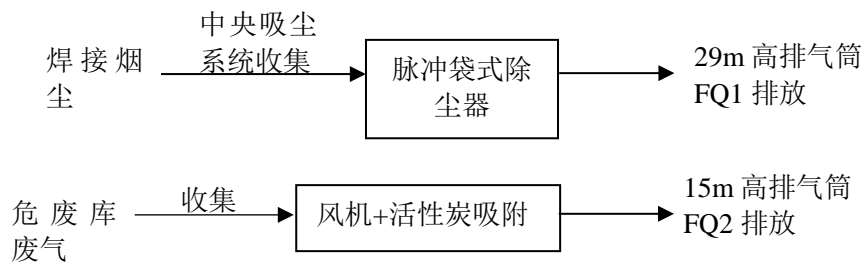 中央吸尘
系统收集
焊接烟
尘
脉冲袋式除
尘器
29m 高排气筒
FQ1 排放
危废库
废气
收集
风机+活性炭吸附
15m 高排气筒
FQ2 排放